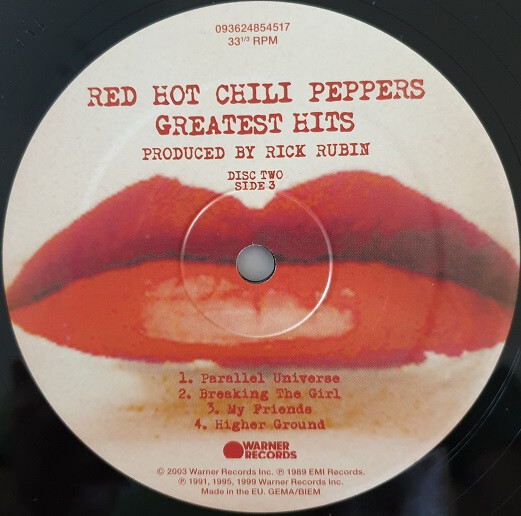 093624854517
33 1/3 RPM
RED HOT CHILI PEPPERS
GREATEST HITS
PRODUCED BY RICK RUBIN
DISC TWO
SIDE 3
1. Parallel Universe
2. Breaking The Girl
3. My Friends
4. Higher Ground
WARNER
RECORDS
© 2003 Warner Records Inc. ℗ 1989 EMI Records.
℗ 1991, 1995, 1999 Warner Records Inc.
Made in the EU. GEMA/BIEM